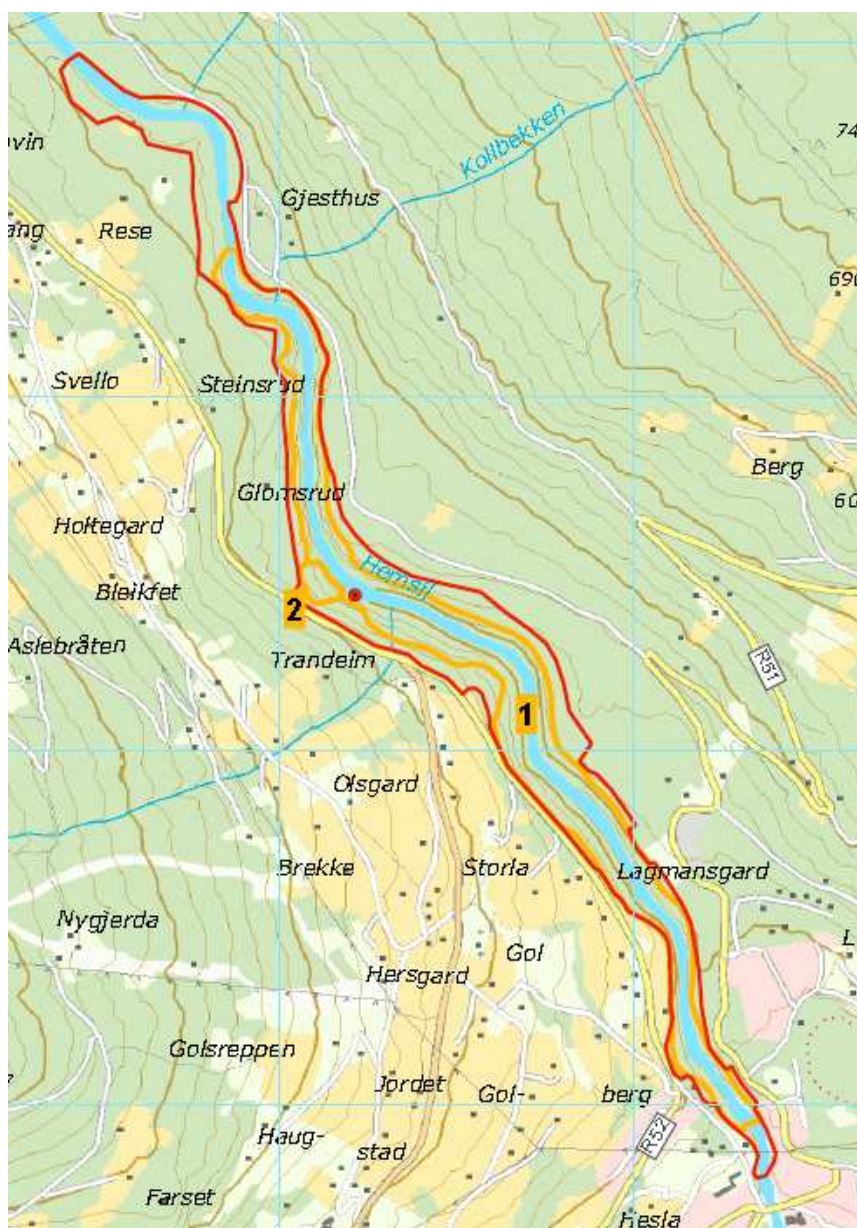 74
ovin
Kollbekken
Gjesthus
ang
Rese
690
Svello
Steinsrud
Berg
Glomsrud
60
Holtegard
Hemsil
Bleikfet
2
R51
Aslebråten
Trandeim
1
Olsgard
Brekke
Storla
Lagmansgard
Nygjerda
Gol
L
Hersgard
Golsreppen
Jordet
Gol-
berg
Haug-
stad
R52
Farset
Hesla